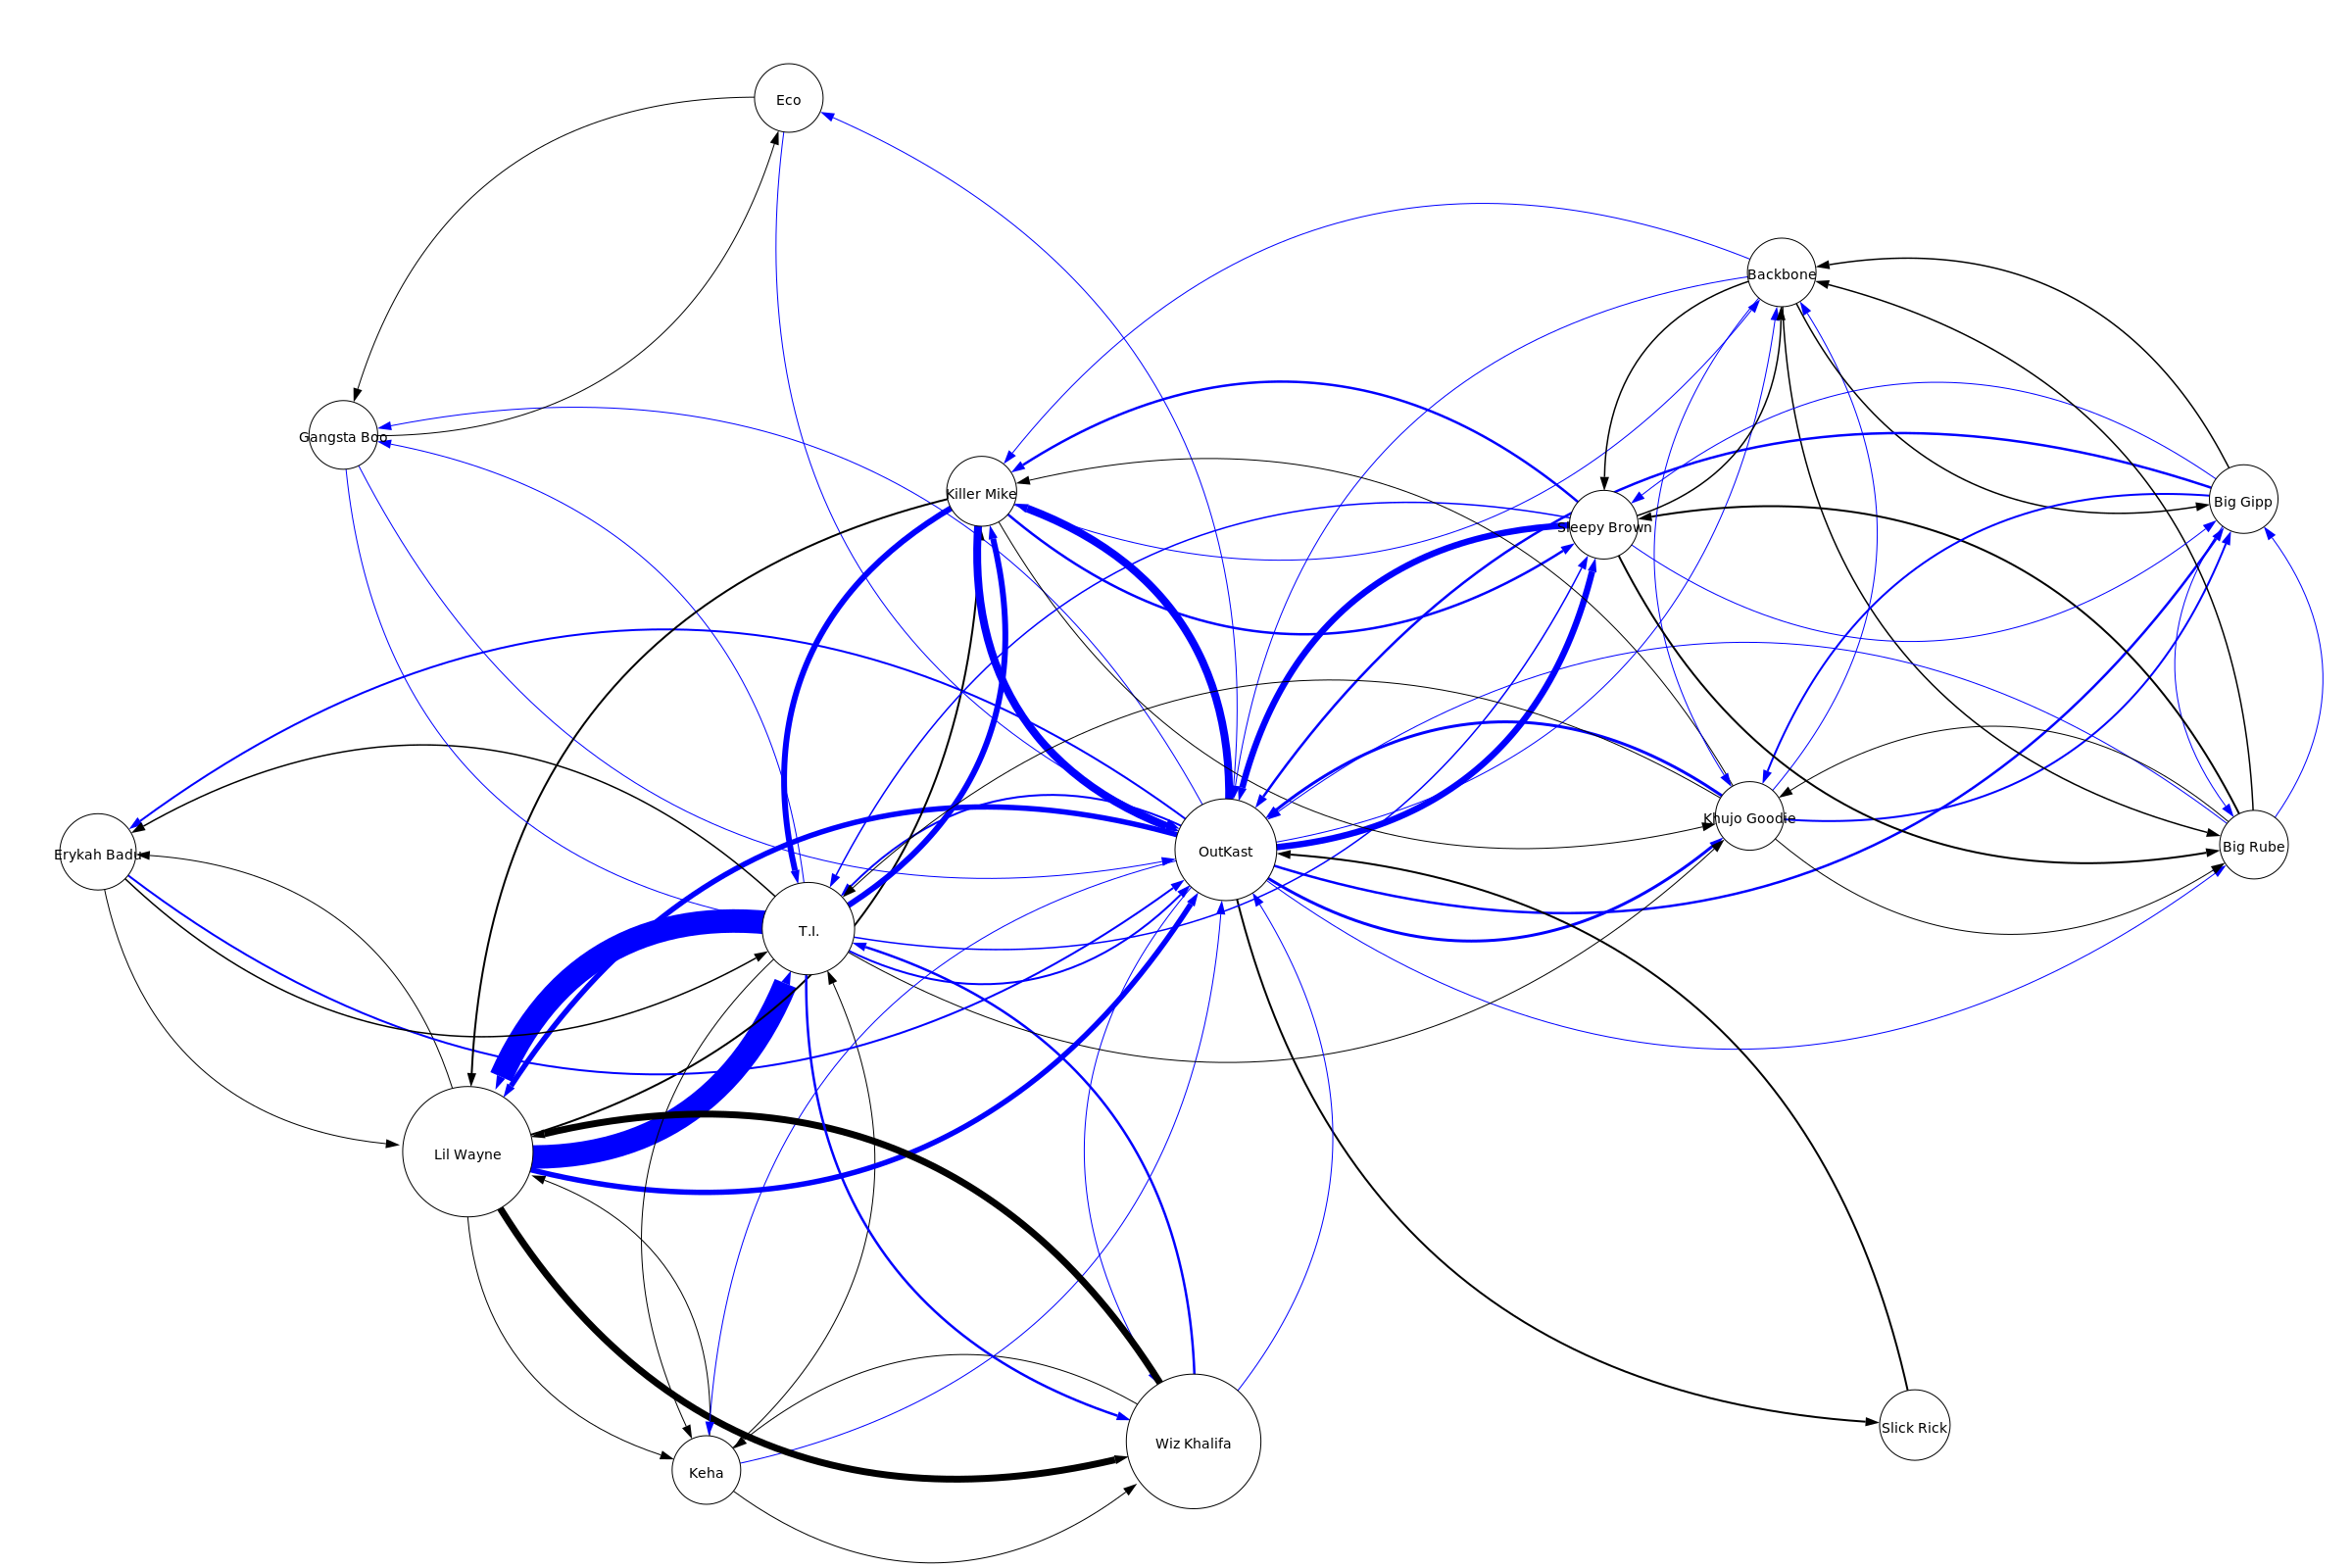 Eco
Backbone
Gangsta Boo
Killer Mike
Big Gipp
Sleepy Brown
Khujo Goodie
Big Rube
OutKast
Erykah Badu
T.I.
Lil Wayne
Slick Rick
Wiz Khalifa
Keha